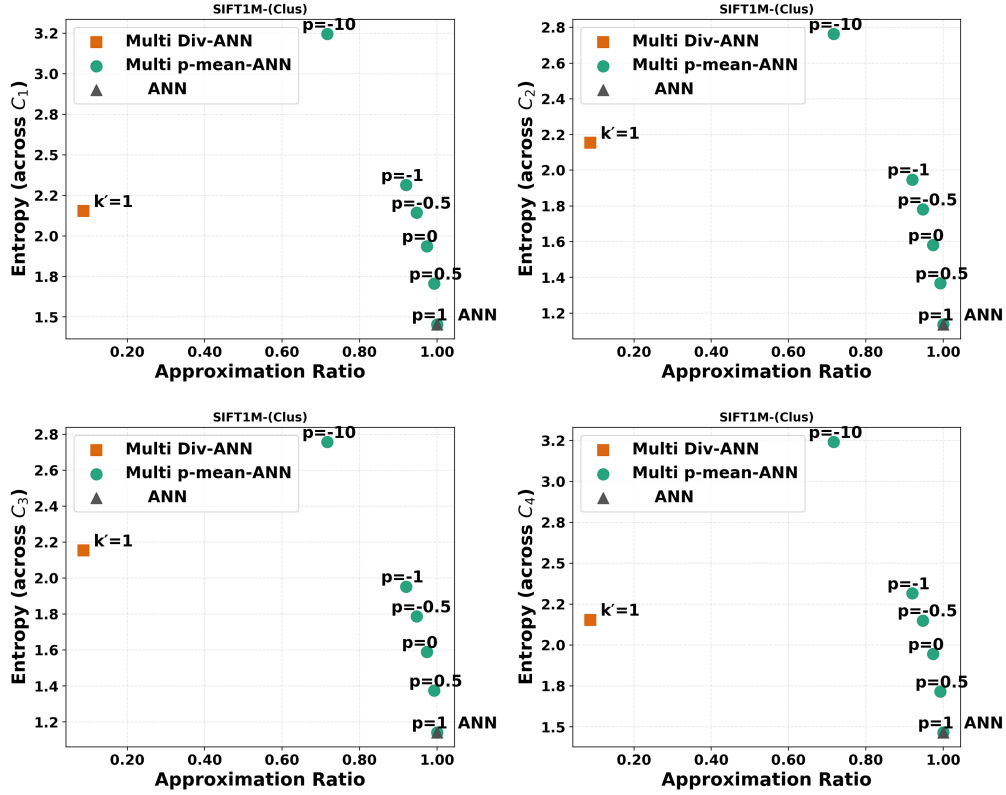 SIFT1M-(Clus)
p=-10
Multi Div-ANN
Multi p-mean-ANN
ANN
k′=1
p=-1
p=-0.5
p=0
p=0.5
p=1 ANN
3.2
3.0
2.8
2.5
2.2
2.0
1.8
1.5
0.20 0.40 0.60 0.80 1.00
Entropy (across C1)
Approximation Ratio
SIFT1M-(Clus)
p=-10
Multi Div-ANN
Multi p-mean-ANN
ANN
k′=1
p=-1
p=-0.5
p=0
p=0.5
p=1 ANN
2.8
2.6
2.4
2.2
2.0
1.8
1.6
1.4
1.2
0.20 0.40 0.60 0.80 1.00
Entropy (across C2)
Approximation Ratio
SIFT1M-(Clus)
p=-10
Multi Div-ANN
Multi p-mean-ANN
ANN
k′=1
p=-1
p=-0.5
p=0
p=0.5
p=1 ANN
2.8
2.6
2.4
2.2
2.0
1.8
1.6
1.4
1.2
0.20 0.40 0.60 0.80 1.00
Entropy (across C3)
Approximation Ratio
SIFT1M-(Clus)
p=-10
Multi Div-ANN
Multi p-mean-ANN
ANN
k′=1
p=-1
p=-0.5
p=0
p=0.5
p=1 ANN
3.2
3.0
2.8
2.5
2.2
2.0
1.8
1.5
0.20 0.40 0.60 0.80 1.00
Entropy (across C4)
Approximation Ratio